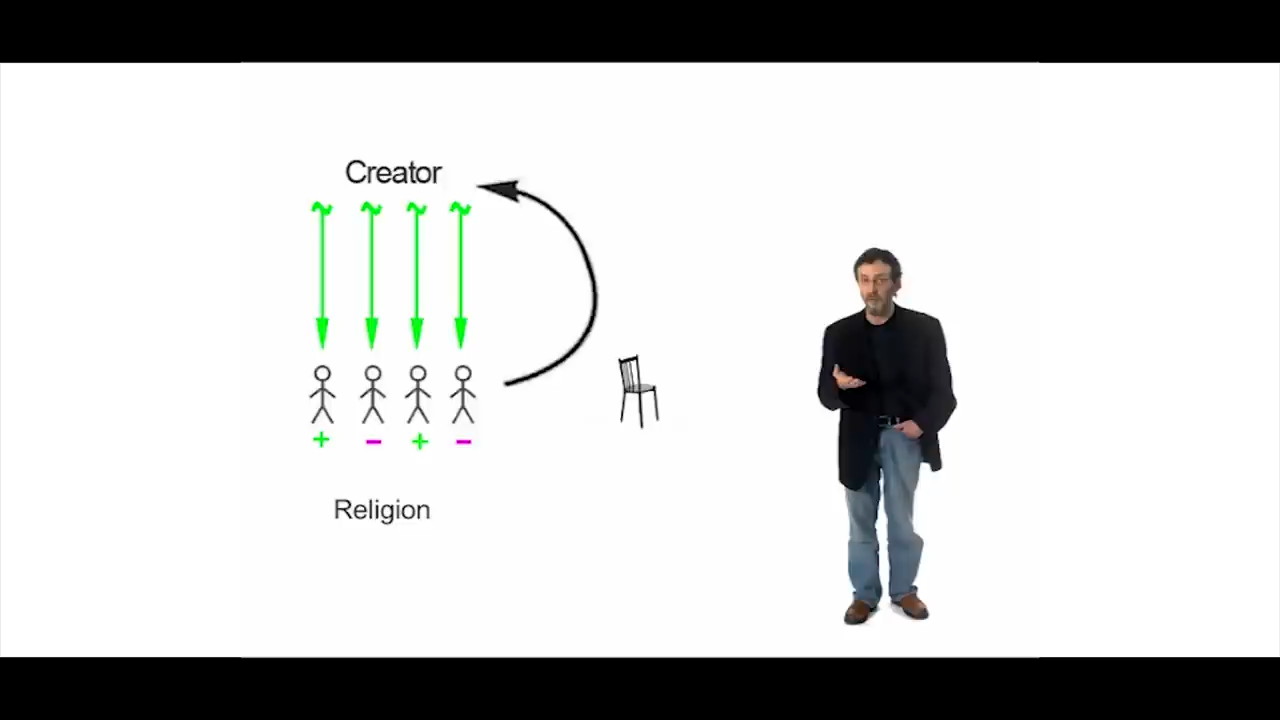 Creator
+ - + -
Religion